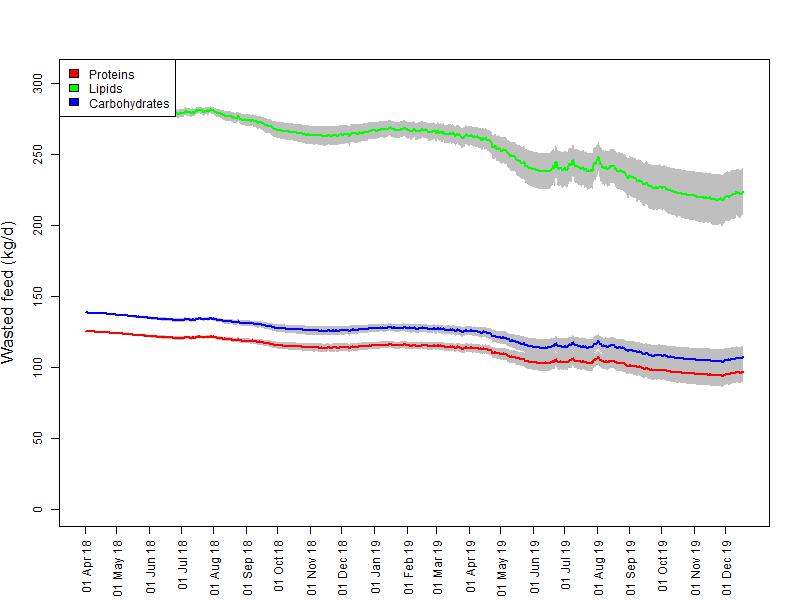 Proteins
Lipids
Carbohydrates
Wasted feed (kg/d)
300
250
200
150
100
50
0
01 Apr 18
01 May 18
01 Jun 18
01 Jul 18
01 Aug 18
01 Sep 18
01 Oct 18
01 Nov 18
01 Dec 18
01 Jan 19
01 Feb 19
01 Mar 19
01 Apr 19
01 May 19
01 Jun 19
01 Jul 19
01 Aug 19
01 Sep 19
01 Oct 19
01 Nov 19
01 Dec 19